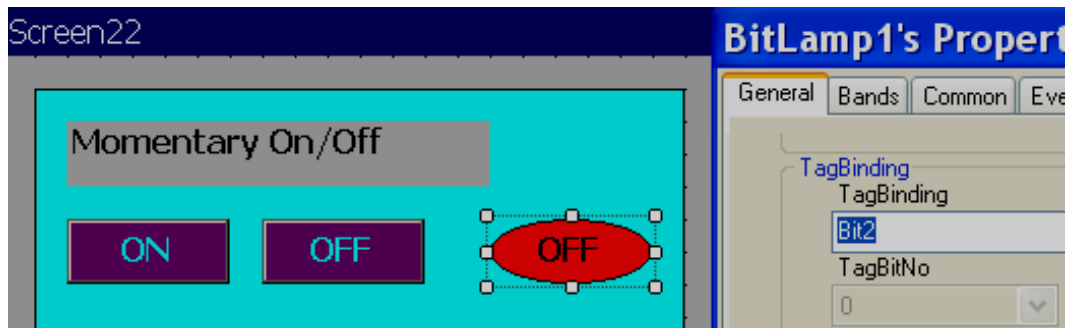 Screen22
Momentary On/Off
ON OFF OFF
BitLamp1's Propert
General Bands Common Eve
TagBinding
TagBinding
Bit2
TagBitNo
0